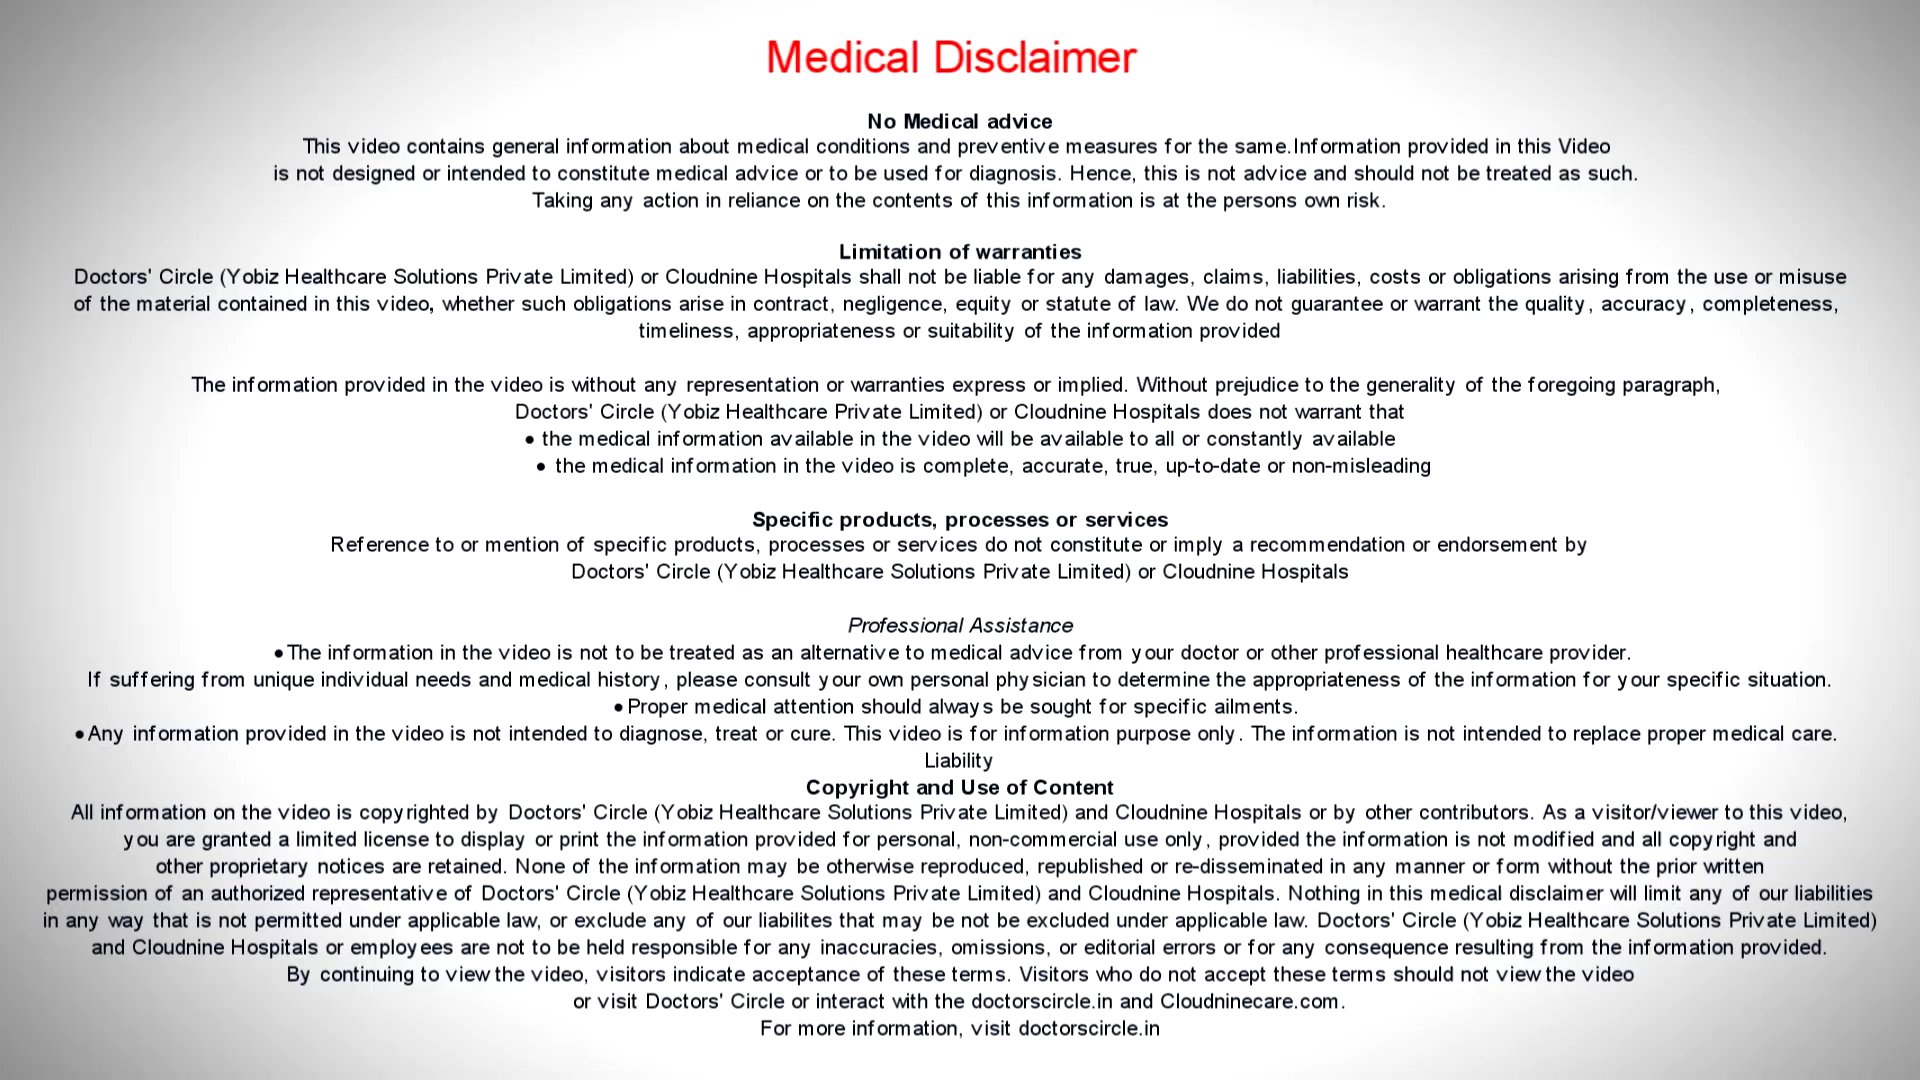 Medical Disclaimer
No Medical advice
This video contains general information about medical conditions and preventive measures for the same.Information provided in this Video
is not designed or intended to constitute medical advice or to be used for diagnosis. Hence, this is not advice and should not be treated as such.
Taking any action in reliance on the contents of this information is at the persons own risk.
Limitation of warranties
Doctors' Circle (Yobiz Healthcare Solutions Private Limited) or Cloudnine Hospitals shall not be liable for any damages, claims, liabilities, costs or obligations arising from the use or misuse
of the material contained in this video, whether such obligations arise in contract, negligence, equity or statute of law. We do not guarantee or warrant the quality, accuracy, completeness,
timeliness, appropriateness or suitability of the information provided
The information provided in the video is without any representation or warranties express or implied. Without prejudice to the generality of the foregoing paragraph,
Doctors' Circle (Yobiz Healthcare Private Limited) or Cloudnine Hospitals does not warrant that
• the medical information available in the video will be available to all or constantly available
• the medical information in the video is complete, accurate, true, up-to-date or non-misleading
Specific products, processes or services
Reference to or mention of specific products, processes or services do not constitute or imply a recommendation or endorsement by
Doctors' Circle (Yobiz Healthcare Solutions Private Limited) or Cloudnine Hospitals
Professional Assistance
•The information in the video is not to be treated as an alternative to medical advice from your doctor or other professional healthcare provider.
If suffering from unique individual needs and medical history, please consult your own personal physician to determine the appropriateness of the information for your specific situation.
•Proper medical attention should always be sought for specific ailments.
•Any information provided in the video is not intended to diagnose, treat or cure. This video is for information purpose only. The information is not intended to replace proper medical care.
Liability
Copyright and Use of Content
All information on the video is copyrighted by Doctors' Circle (Yobiz Healthcare Solutions Private Limited) and Cloudnine Hospitals or by other contributors. As a visitor/viewer to this video,
you are granted a limited license to display or print the information provided for personal, non-commercial use only, provided the information is not modified and all copyright and
other proprietary notices are retained. None of the information may be otherwise reproduced, republished or re-disseminated in any manner or form without the prior written
permission of an authorized representative of Doctors' Circle (Yobiz Healthcare Solutions Private Limited) and Cloudnine Hospitals. Nothing in this medical disclaimer will limit any of our liabilities
in any way that is not permitted under applicable law, or exclude any of our liabilites that may be not be excluded under applicable law. Doctors' Circle (Yobiz Healthcare Solutions Private Limited)
and Cloudnine Hospitals or employees are not to be held responsible for any inaccuracies, omissions, or editorial errors or for any consequence resulting from the information provided.
By continuing to view the video, visitors indicate acceptance of these terms. Visitors who do not accept these terms should not view the video
or visit Doctors' Circle or interact with the doctorscircle.in and Cloudninecare.com.
For more information, visit doctorscircle.in